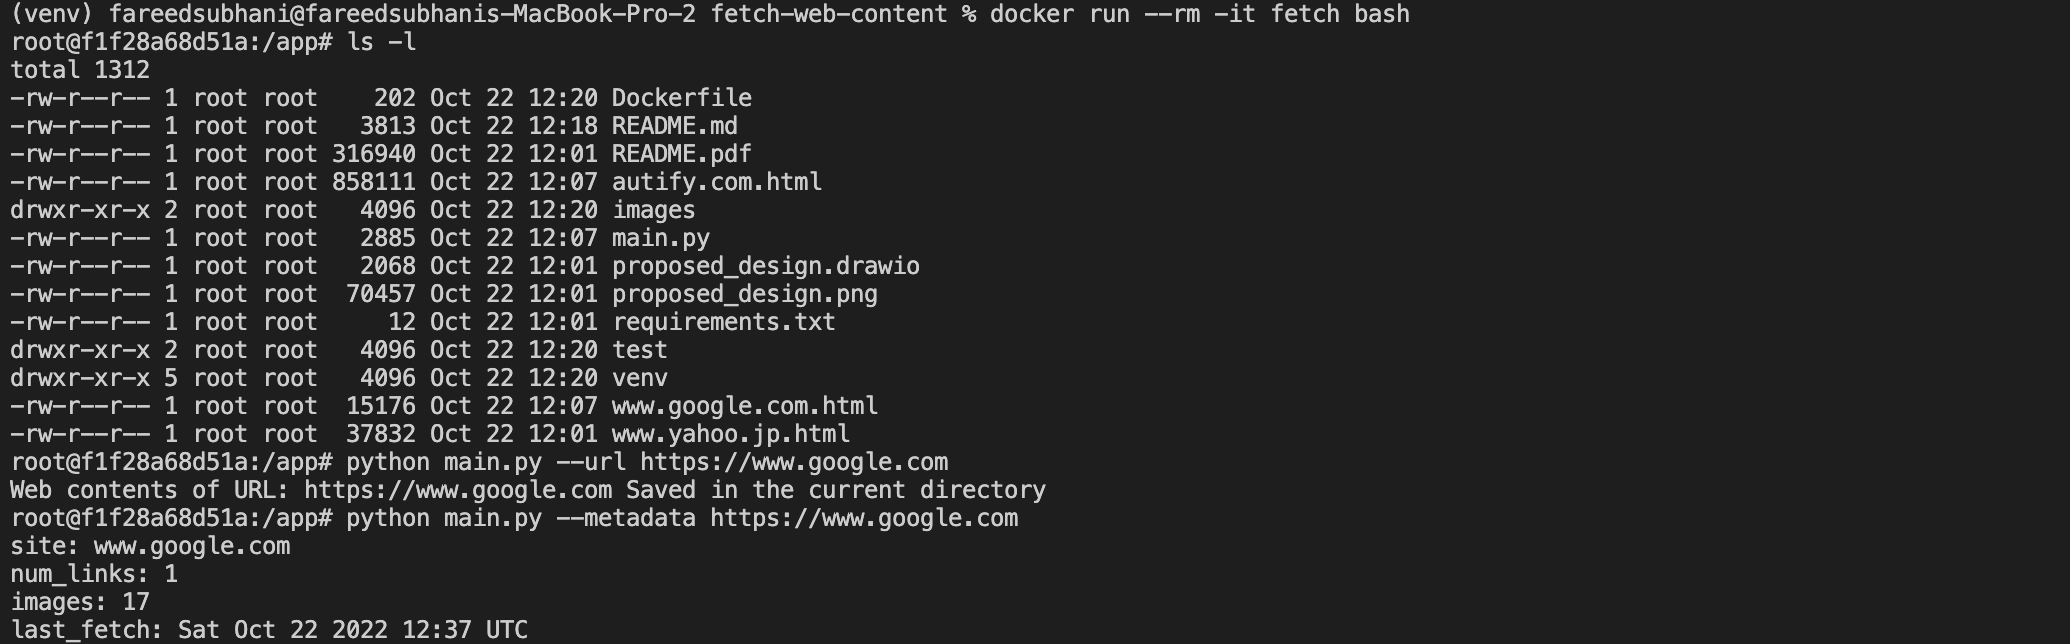 (venv) fareedsubhani@fareedsubhanis-MacBook-Pro-2 fetch-web-content % docker run --rm -it fetch bash
root@f1f28a68d51a:/app# ls -l
total 1312
-rw-r--r-- 1 root root    202 Oct 22 12:20 Dockerfile
-rw-r--r-- 1 root root   3813 Oct 22 12:18 README.md
-rw-r--r-- 1 root root 316940 Oct 22 12:01 README.pdf
-rw-r--r-- 1 root root 858111 Oct 22 12:07 autify.com.html
drwxr-xr-x 2 root root   4096 Oct 22 12:20 images
-rw-r--r-- 1 root root   2885 Oct 22 12:07 main.py
-rw-r--r-- 1 root root   2068 Oct 22 12:01 proposed_design.drawio
-rw-r--r-- 1 root root  70457 Oct 22 12:01 proposed_design.png
-rw-r--r-- 1 root root     12 Oct 22 12:01 requirements.txt
drwxr-xr-x 2 root root   4096 Oct 22 12:20 test
drwxr-xr-x 5 root root   4096 Oct 22 12:20 venv
-rw-r--r-- 1 root root  15176 Oct 22 12:07 www.google.com.html
-rw-r--r-- 1 root root  37832 Oct 22 12:01 www.yahoo.jp.html
root@f1f28a68d51a:/app# python main.py --url https://www.google.com
Web contents of URL: https://www.google.com Saved in the current directory
root@f1f28a68d51a:/app# python main.py --metadata https://www.google.com
site: www.google.com
num_links: 1
images: 17
last_fetch: Sat Oct 22 2022 12:37 UTC